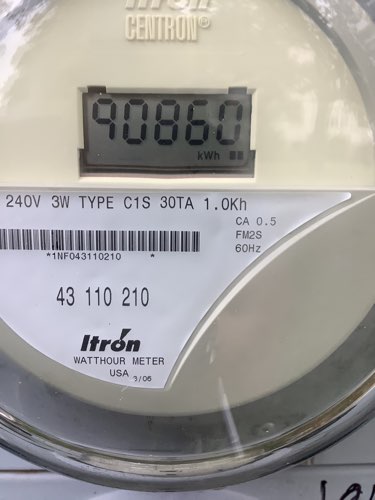 Itron
CENTRON®
90860
kWh
240V 3W TYPE C1S 30TA 1.0Kh
CA 0.5
FM2S
60Hz
*1NF043110210 *
43 110 210
Itrón
WATTHOUR METER
USA 3/06